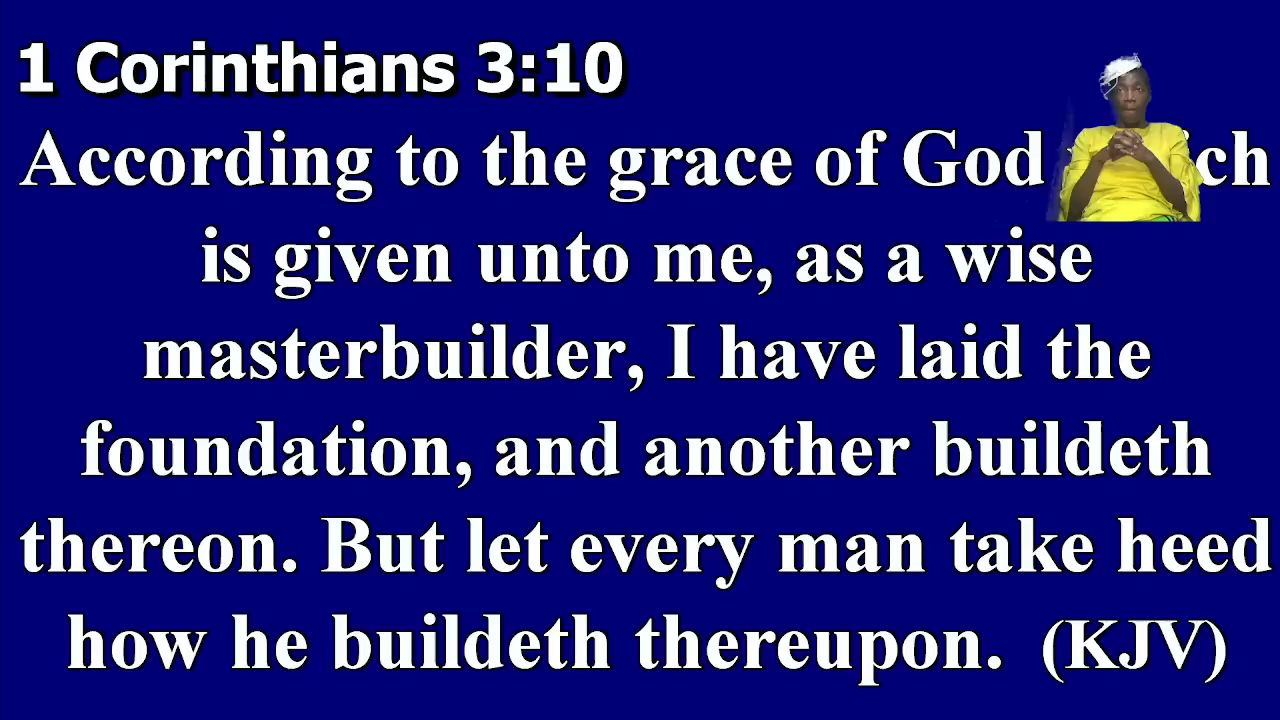 1 Corinthians 3:10
According to the grace of God
is given unto me, as a wise
masterbuilder, I have laid the
foundation, and another buildeth
thereon. But let every man take heed
how he buildeth thereupon. (KJV)